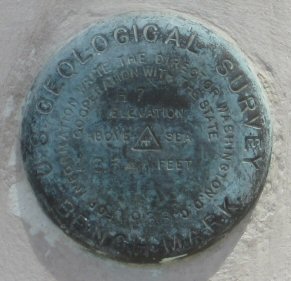 U.S. GEOLOGICAL SURVEY
BENCH MARK
INFORMATION WRITE THE DIRECTOR WASHINGTON, D.C.
COOPERATION WITH THE STATE
ELEVATION
ABOVE SEA
FEET